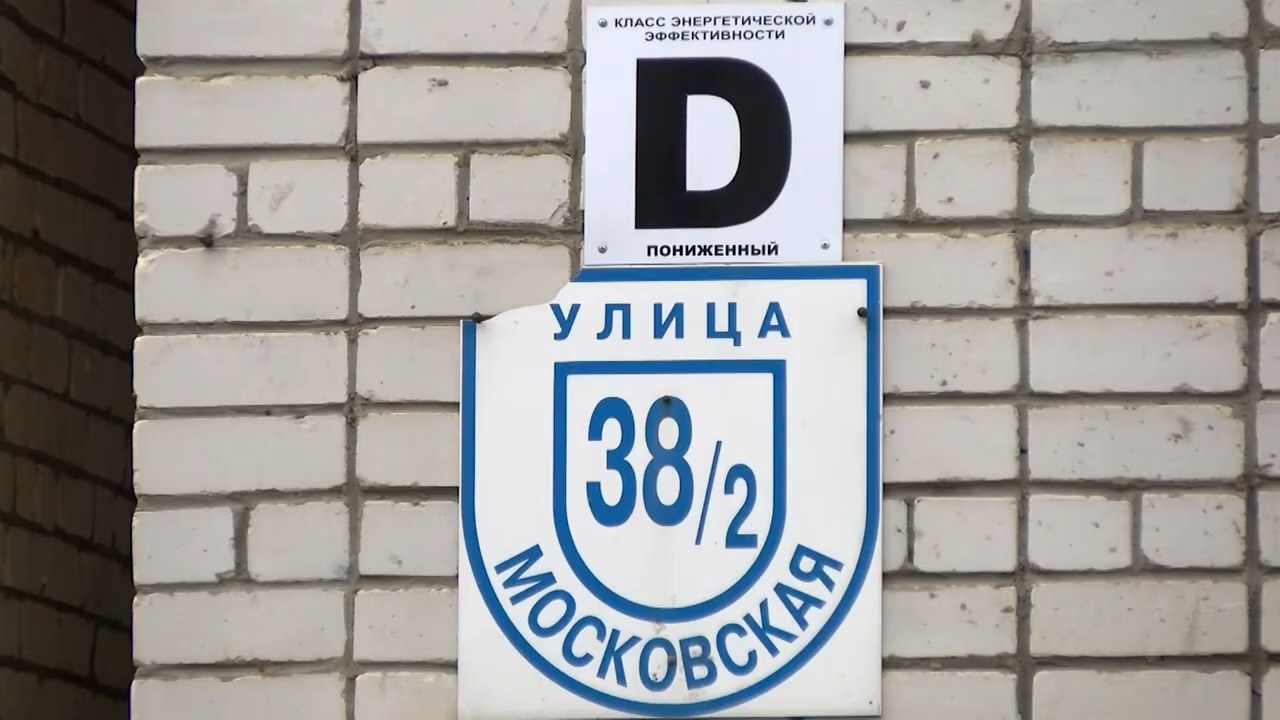 КЛАСС ЭНЕРГЕТИЧЕСКОЙ
ЭФФЕКТИВНОСТИ
D
ПОНИЖЕННЫЙ
УЛИЦА
38/2
МОСКОВСКАЯ